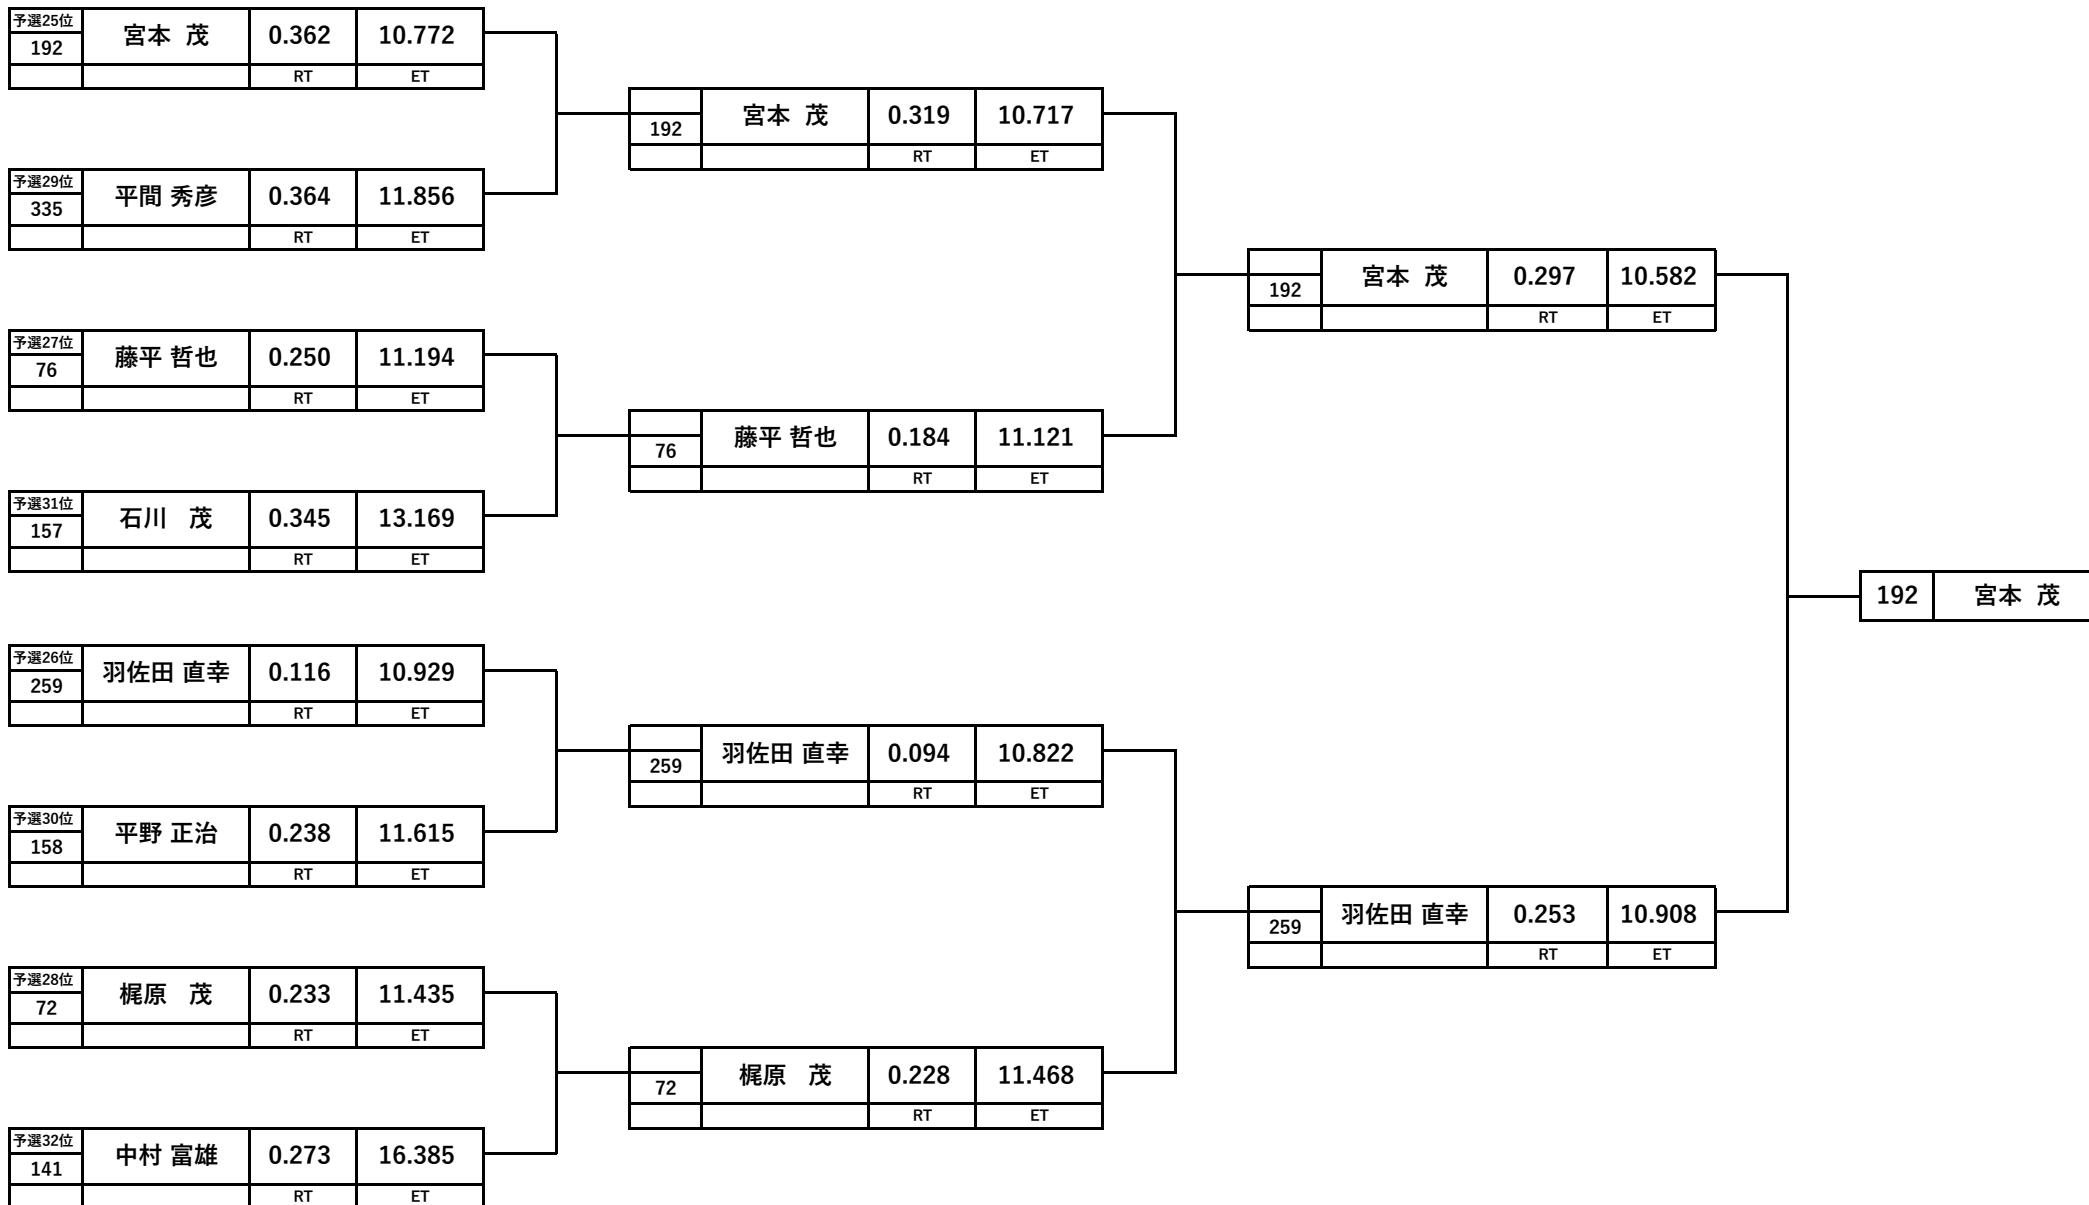 予選25位
192 宮本 茂 0.362 10.772
RT ET
予選29位
335 平間 秀彦 0.364 11.856
RT ET
予選27位
76 藤平 哲也 0.250 11.194
RT ET
予選31位
157 石川 茂 0.345 13.169
RT ET
予選26位
259 羽佐田 直幸 0.116 10.929
RT ET
予選30位
158 平野 正治 0.238 11.615
RT ET
予選28位
72 梶原 茂 0.233 11.435
RT ET
予選32位
141 中村 富雄 0.273 16.385
RT ET
192 宮本 茂 0.319 10.717
RT ET
76 藤平 哲也 0.184 11.121
RT ET
259 羽佐田 直幸 0.094 10.822
RT ET
72 梶原 茂 0.228 11.468
RT ET
192 宮本 茂 0.297 10.582
RT ET
259 羽佐田 直幸 0.253 10.908
RT ET
192 宮本 茂